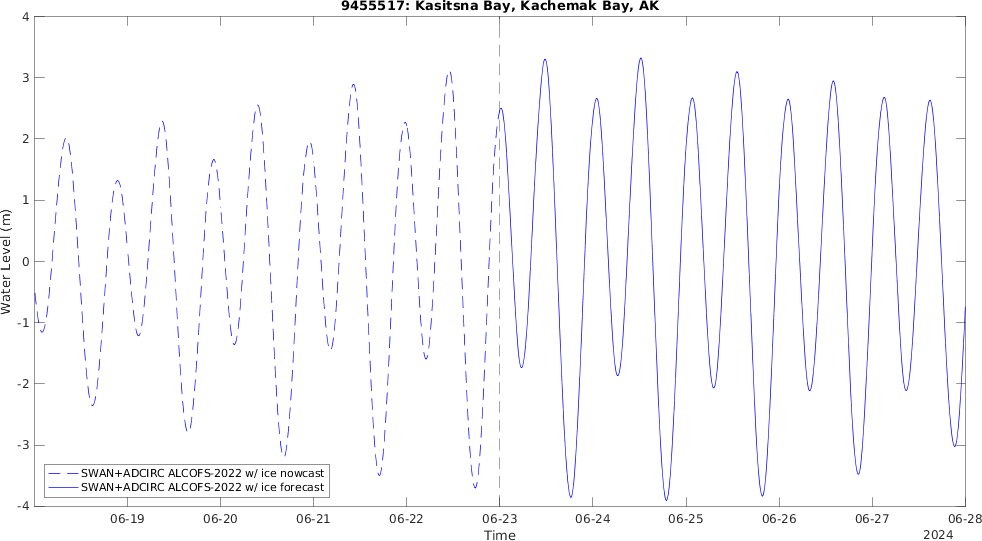 9455517: Kasitsna Bay, Kachemak Bay, AK
4
3
2
1
0
-1
-2
-3
-4
Water Level (m)
SWAN+ADCIRC ALCOFS-2022 w/ ice nowcast
SWAN+ADCIRC ALCOFS-2022 w/ ice forecast
06-19 06-20 06-21 06-22 06-23 06-24 06-25 06-26 06-27 06-28
Time
2024